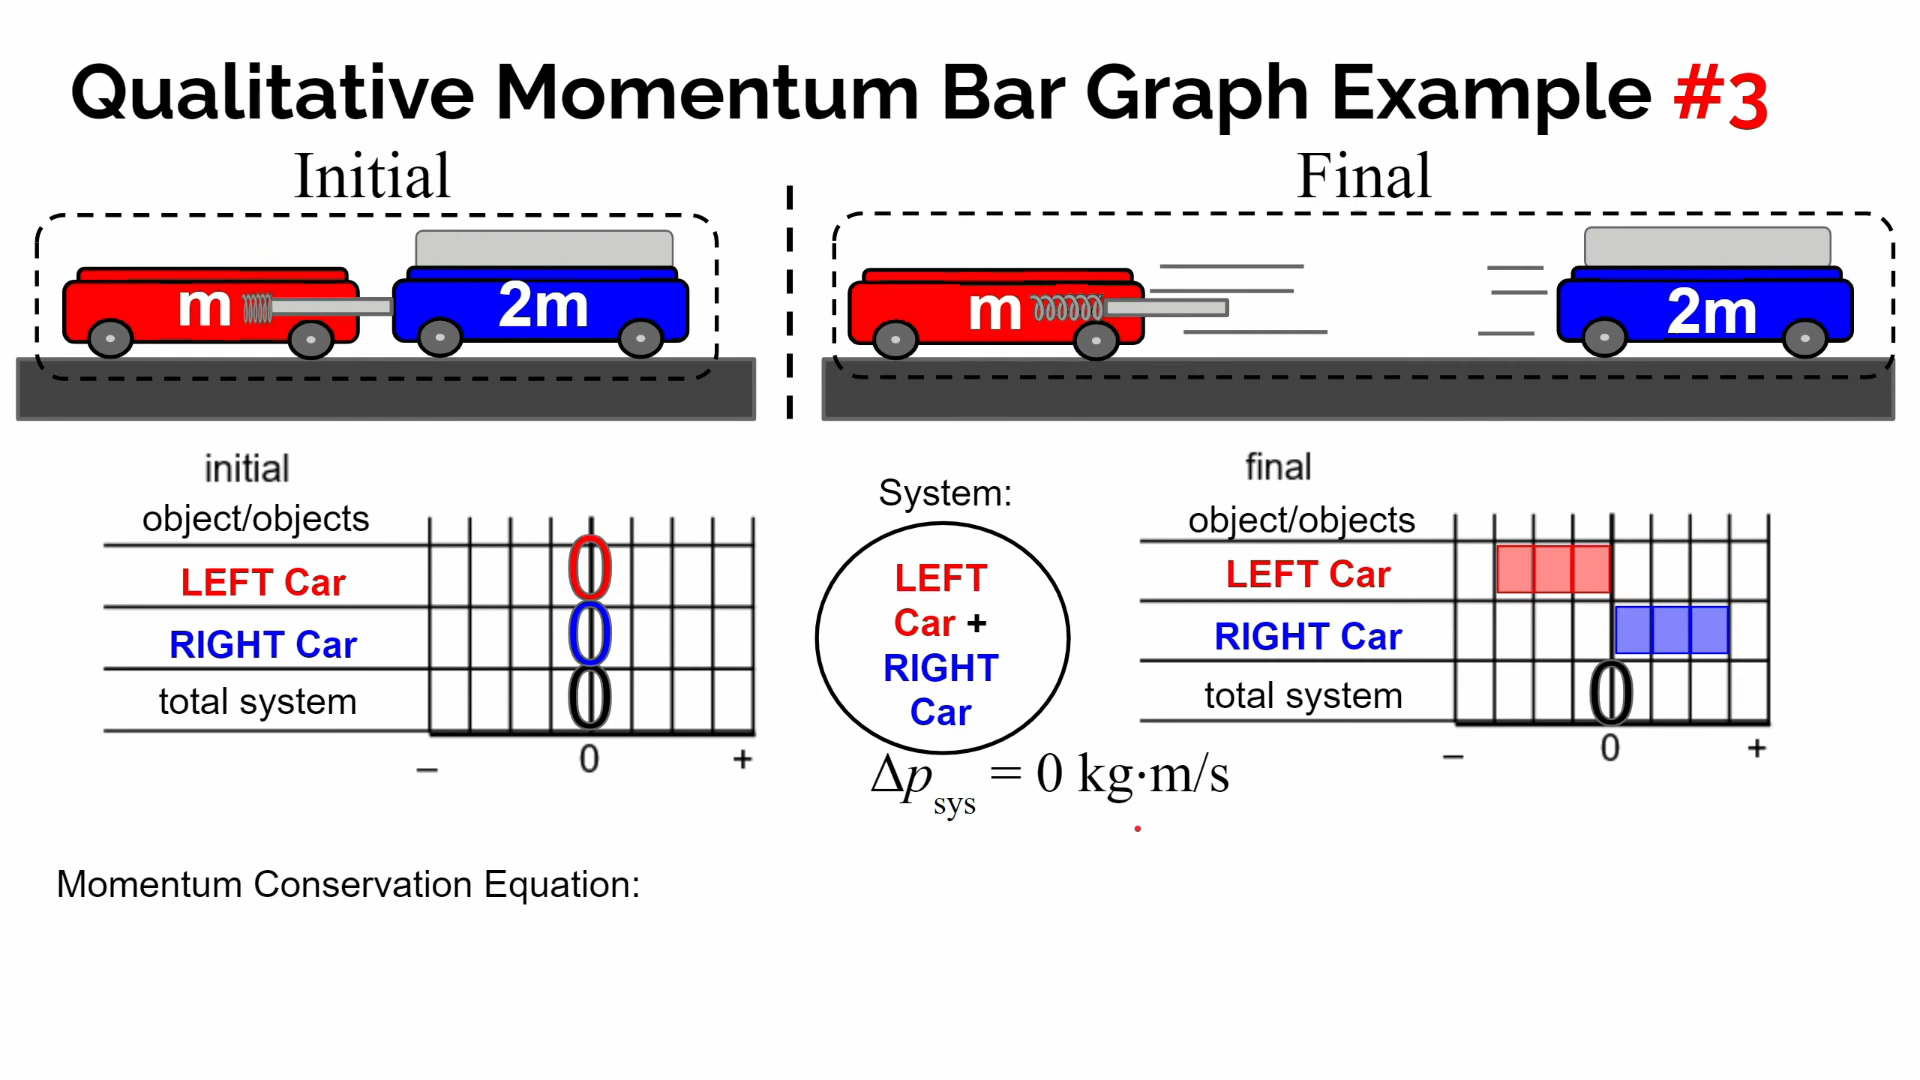 Qualitative Momentum Bar Graph Example #3
Initial
Final
m
2m
m
2m
initial
object/objects
LEFT Car
RIGHT Car
total system
0
0
0
– 0 +
System:
LEFT
Car +
RIGHT
Car
Δp_sys = 0 kg·m/s
final
object/objects
LEFT Car
RIGHT Car
total system
0
– 0 +
Momentum Conservation Equation: